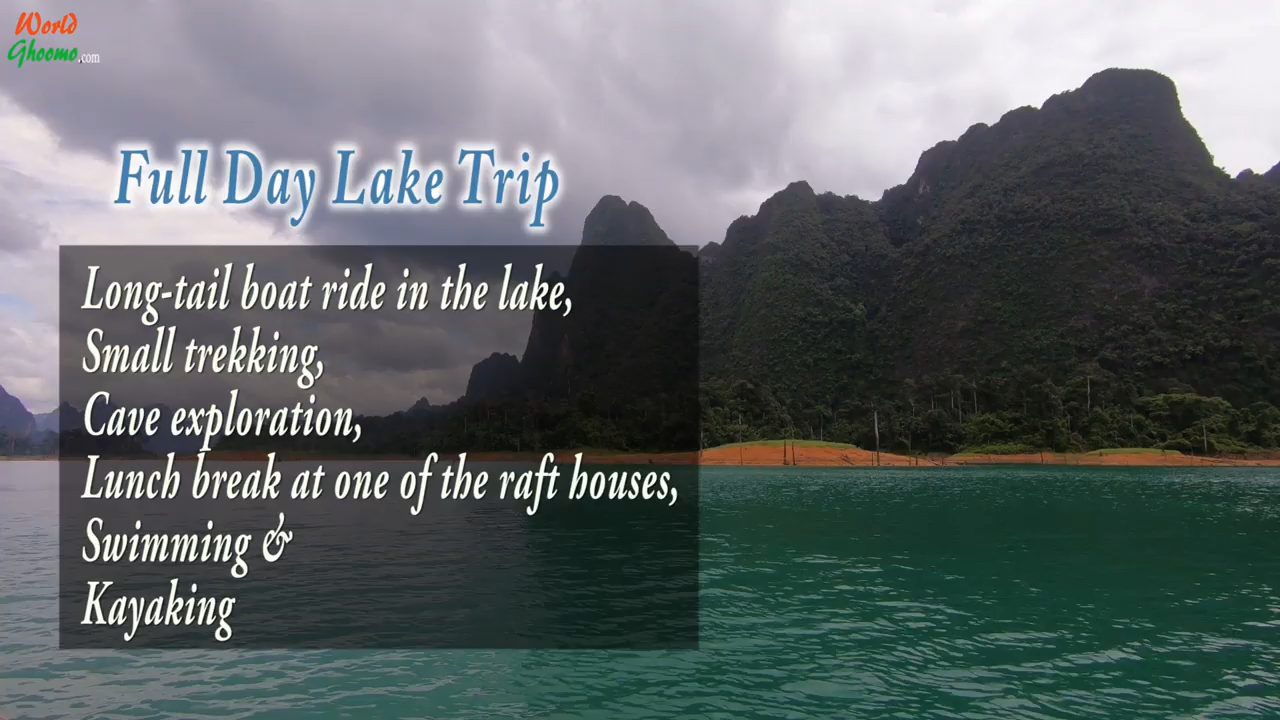 World
Ghoomo.com
Full Day Lake Trip
Long-tail boat ride in the lake,
Small trekking,
Cave exploration,
Lunch break at one of the raft houses,
Swimming &
Kayaking